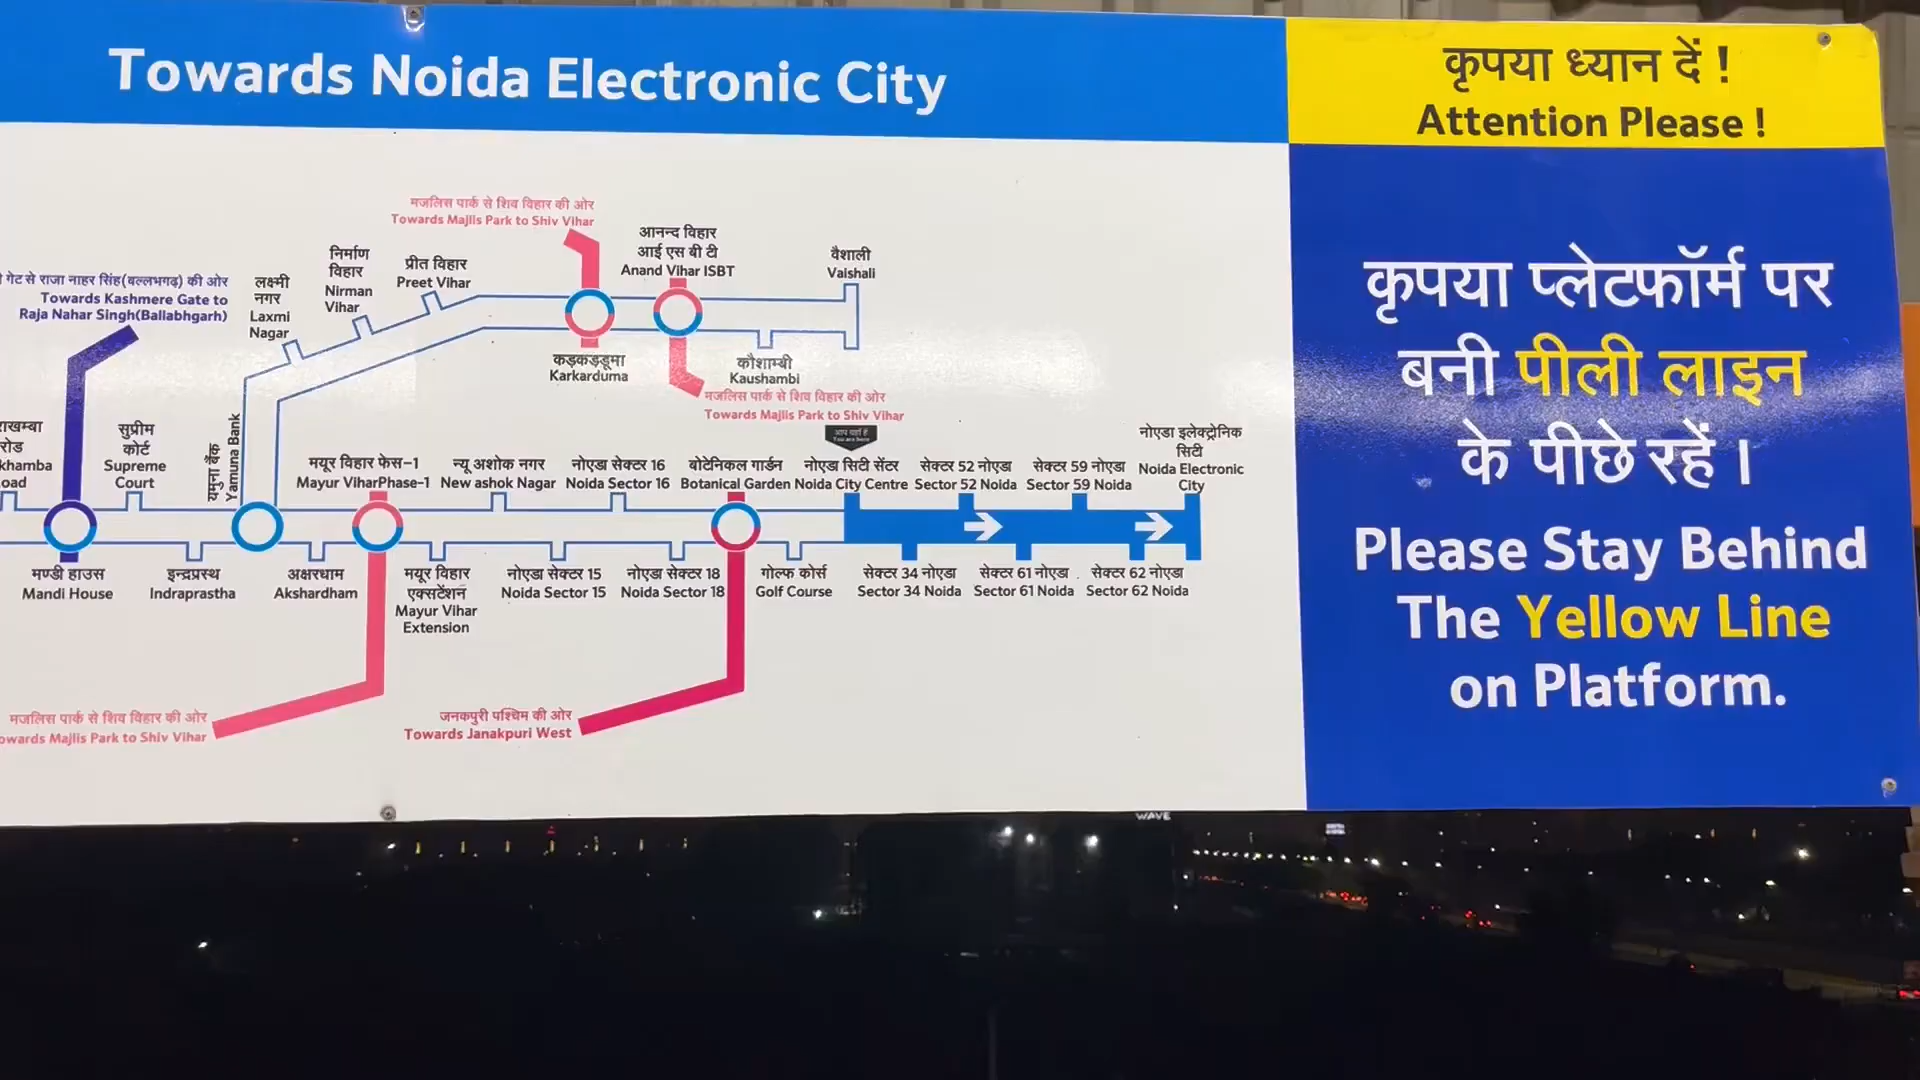 Towards Noida Electronic City
कृपया ध्यान दें !
Attention Please !
मजलिस पार्क से शिव विहार की ओर
Towards Majlis Park to Shiv Vihar
आनन्द विहार
आई एस बी टी
Anand Vihar ISBT
वैशाली
Vaishali
निर्माण
विहार
Nirman
Vihar
प्रीत विहार
Preet Vihar
गेट से राजा नाहर सिंह(बल्लभगढ़) की ओर
Towards Kashmere Gate to
Raja Nahar Singh(Ballabhgarh)
लक्ष्मी
नगर
Laxmi
Nagar
कड़कड़डूमा
Karkarduma
कौशाम्बी
Kaushambi
मजलिस पार्क से शिव विहार की ओर
Towards Majlis Park to Shiv Vihar
आप यहाँ हैं
You are here
रोड
सुप्रीम
कोर्ट
Supreme
Court
यमुना बैंक
Yamuna Bank
मयूर विहार फेस-1
Mayur ViharPhase-1
न्यू अशोक नगर
New ashok Nagar
नोएडा सेक्टर 16
Noida Sector 16
बोटेनिकल गार्डन
Botanical Garden
नोएडा सिटी सेंटर
Noida City Centre
सेक्टर 52 नोएडा
Sector 52 Noida
सेक्टर 59 नोएडा
Sector 59 Noida
नोएडा इलेक्ट्रोनिक
सिटी
Noida Electronic
City
मण्डी हाउस
Mandi House
इन्द्रप्रस्थ
Indraprastha
अक्षरधाम
Akshardham
मयूर विहार
एक्सटेंशन
Mayur Vihar
Extension
नोएडा सेक्टर 15
Noida Sector 15
नोएडा सेक्टर 18
Noida Sector 18
गोल्फ कोर्स
Golf Course
सेक्टर 34 नोएडा
Sector 34 Noida
सेक्टर 61 नोएडा
Sector 61 Noida
सेक्टर 62 नोएडा
Sector 62 Noida
मजलिस पार्क से शिव विहार की ओर
Majlis Park to Shiv Vihar
जनकपुरी पश्चिम की ओर
Towards Janakpuri West
कृपया प्लेटफॉर्म पर
बनी पीली लाइन
के पीछे रहें।
Please Stay Behind
The Yellow Line
on Platform.
WAVE